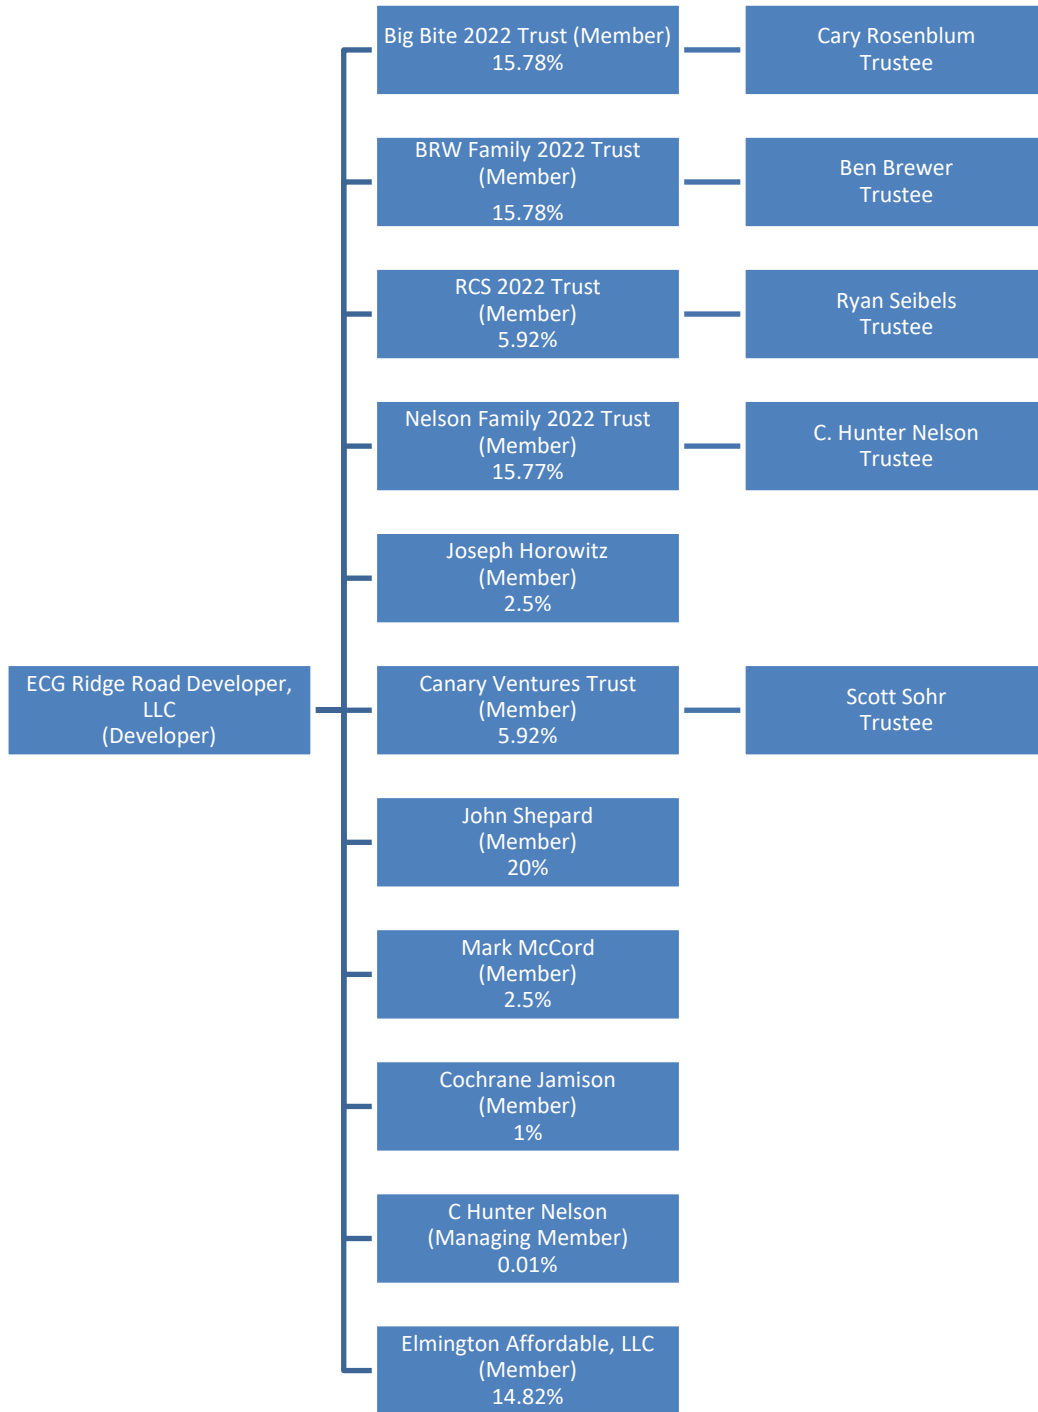 Big Bite 2022 Trust (Member)
15.78%
Cary Rosenblum
Trustee
BRW Family 2022 Trust
(Member)
15.78%
Ben Brewer
Trustee
RCS 2022 Trust
(Member)
5.92%
Ryan Seibels
Trustee
Nelson Family 2022 Trust
(Member)
15.77%
C. Hunter Nelson
Trustee
Joseph Horowitz
(Member)
2.5%
ECG Ridge Road Developer,
LLC
(Developer)
Canary Ventures Trust
(Member)
5.92%
Scott Sohr
Trustee
John Shepard
(Member)
20%
Mark McCord
(Member)
2.5%
Cochrane Jamison
(Member)
1%
C Hunter Nelson
(Managing Member)
0.01%
Elmington Affordable, LLC
(Member)
14.82%